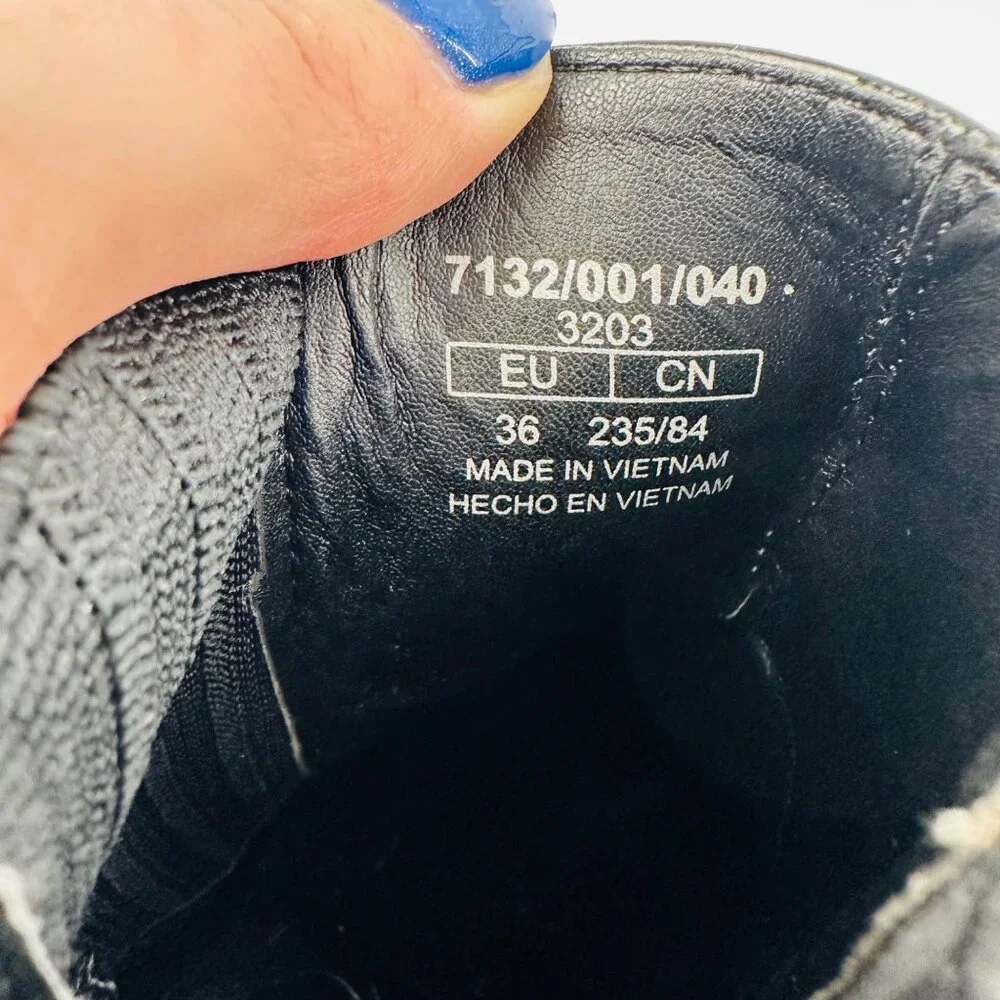 7132/001/040
3203
EU CN
36 235/84
MADE IN VIETNAM
HECHO EN VIETNAM